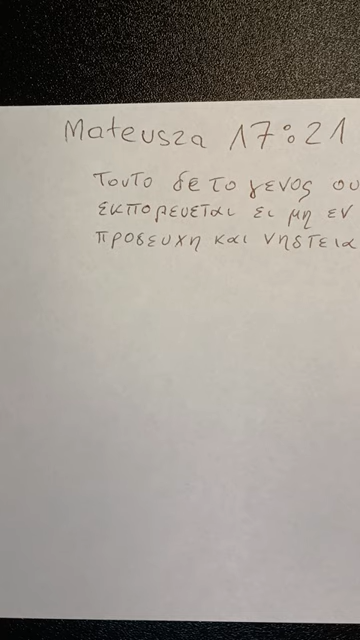 Mateusza 17:21
τουτο δε το γενος ου
εκπορευεται ει μη εν
προσευχη και νηστεια